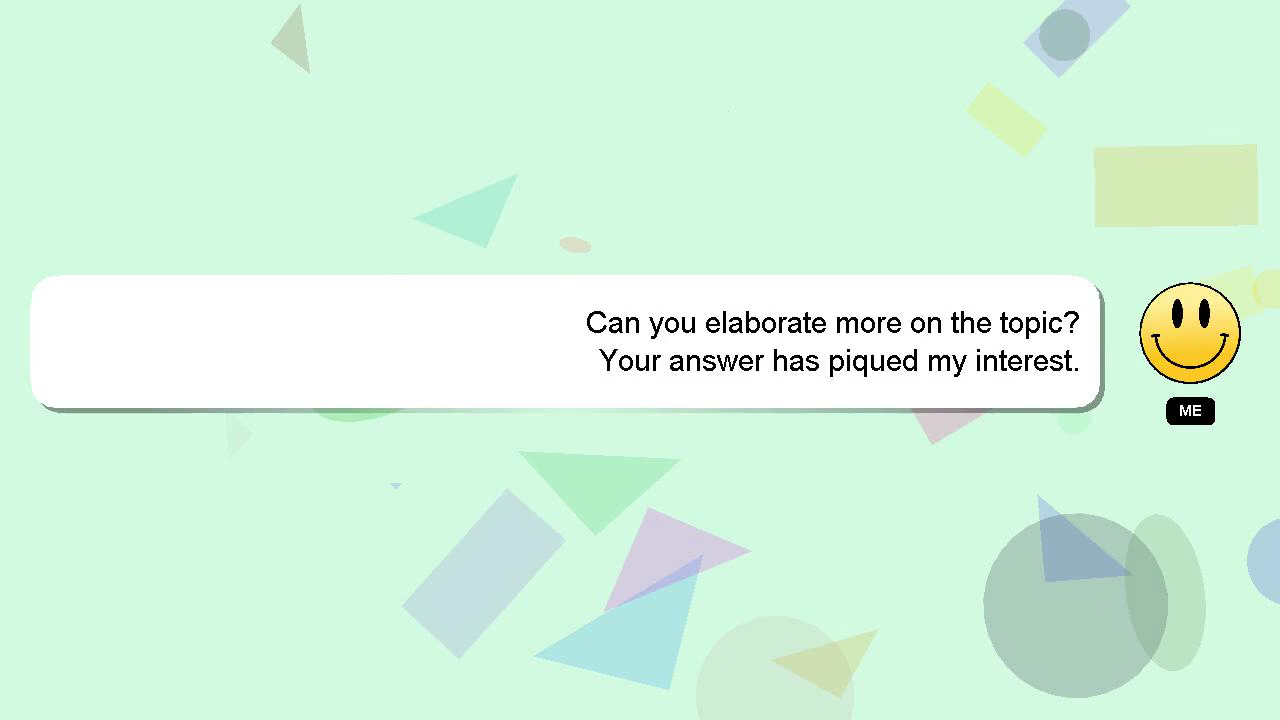 Can you elaborate more on the topic?
Your answer has piqued my interest.
ME